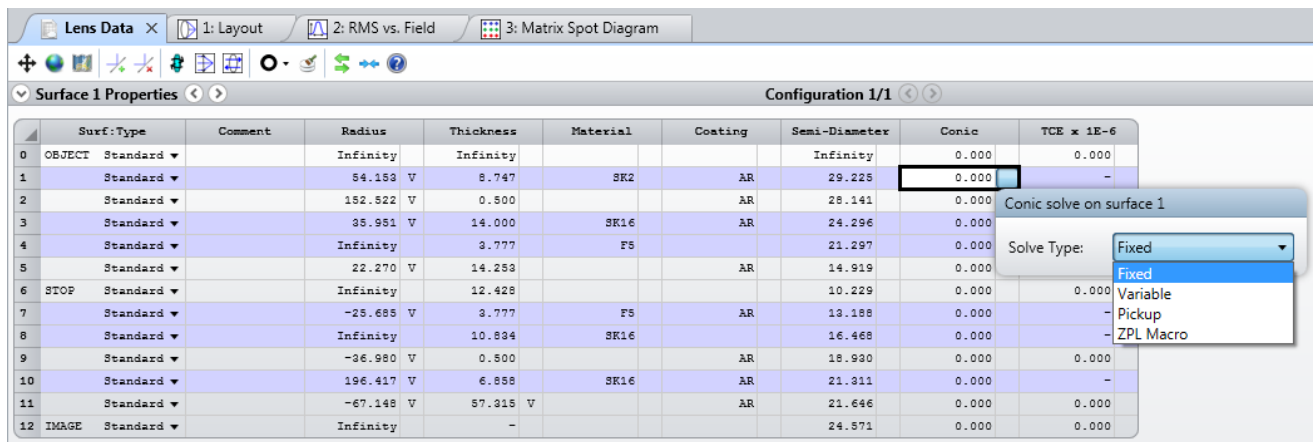 Lens Data × 1: Layout 2: RMS vs. Field 3: Matrix Spot Diagram
Surface 1 Properties Configuration 1/1
Surf:Type Comment Radius Thickness Material Coating Semi-Diameter Conic TCE x 1E-6
0 OBJECT Standard Infinity Infinity Infinity 0.000 0.000
1 Standard 54.153 V 8.747 SK2 AR 29.225 0.000 -
2 Standard 152.522 V 0.500 AR 28.141 0.000
Conic solve on surface 1
3 Standard 35.951 V 14.000 SK16 AR 24.296 0.000
4 Standard Infinity 3.777 F5 21.297 0.000
Solve Type: Fixed
5 Standard 22.270 V 14.253 AR 14.919 0.000
Fixed
6 STOP Standard Infinity 12.428 10.229 0.000 0.000
Variable
7 Standard -25.685 V 3.777 F5 AR 13.188 0.000 -
Pickup
8 Standard Infinity 10.834 SK16 16.468 0.000 -
ZPL Macro
9 Standard -36.980 V 0.500 AR 18.930 0.000 0.000
10 Standard 196.417 V 6.858 SK16 AR 21.311 0.000 -
11 Standard -67.148 V 57.315 V AR 21.646 0.000 0.000
12 IMAGE Standard Infinity - 24.571 0.000 0.000